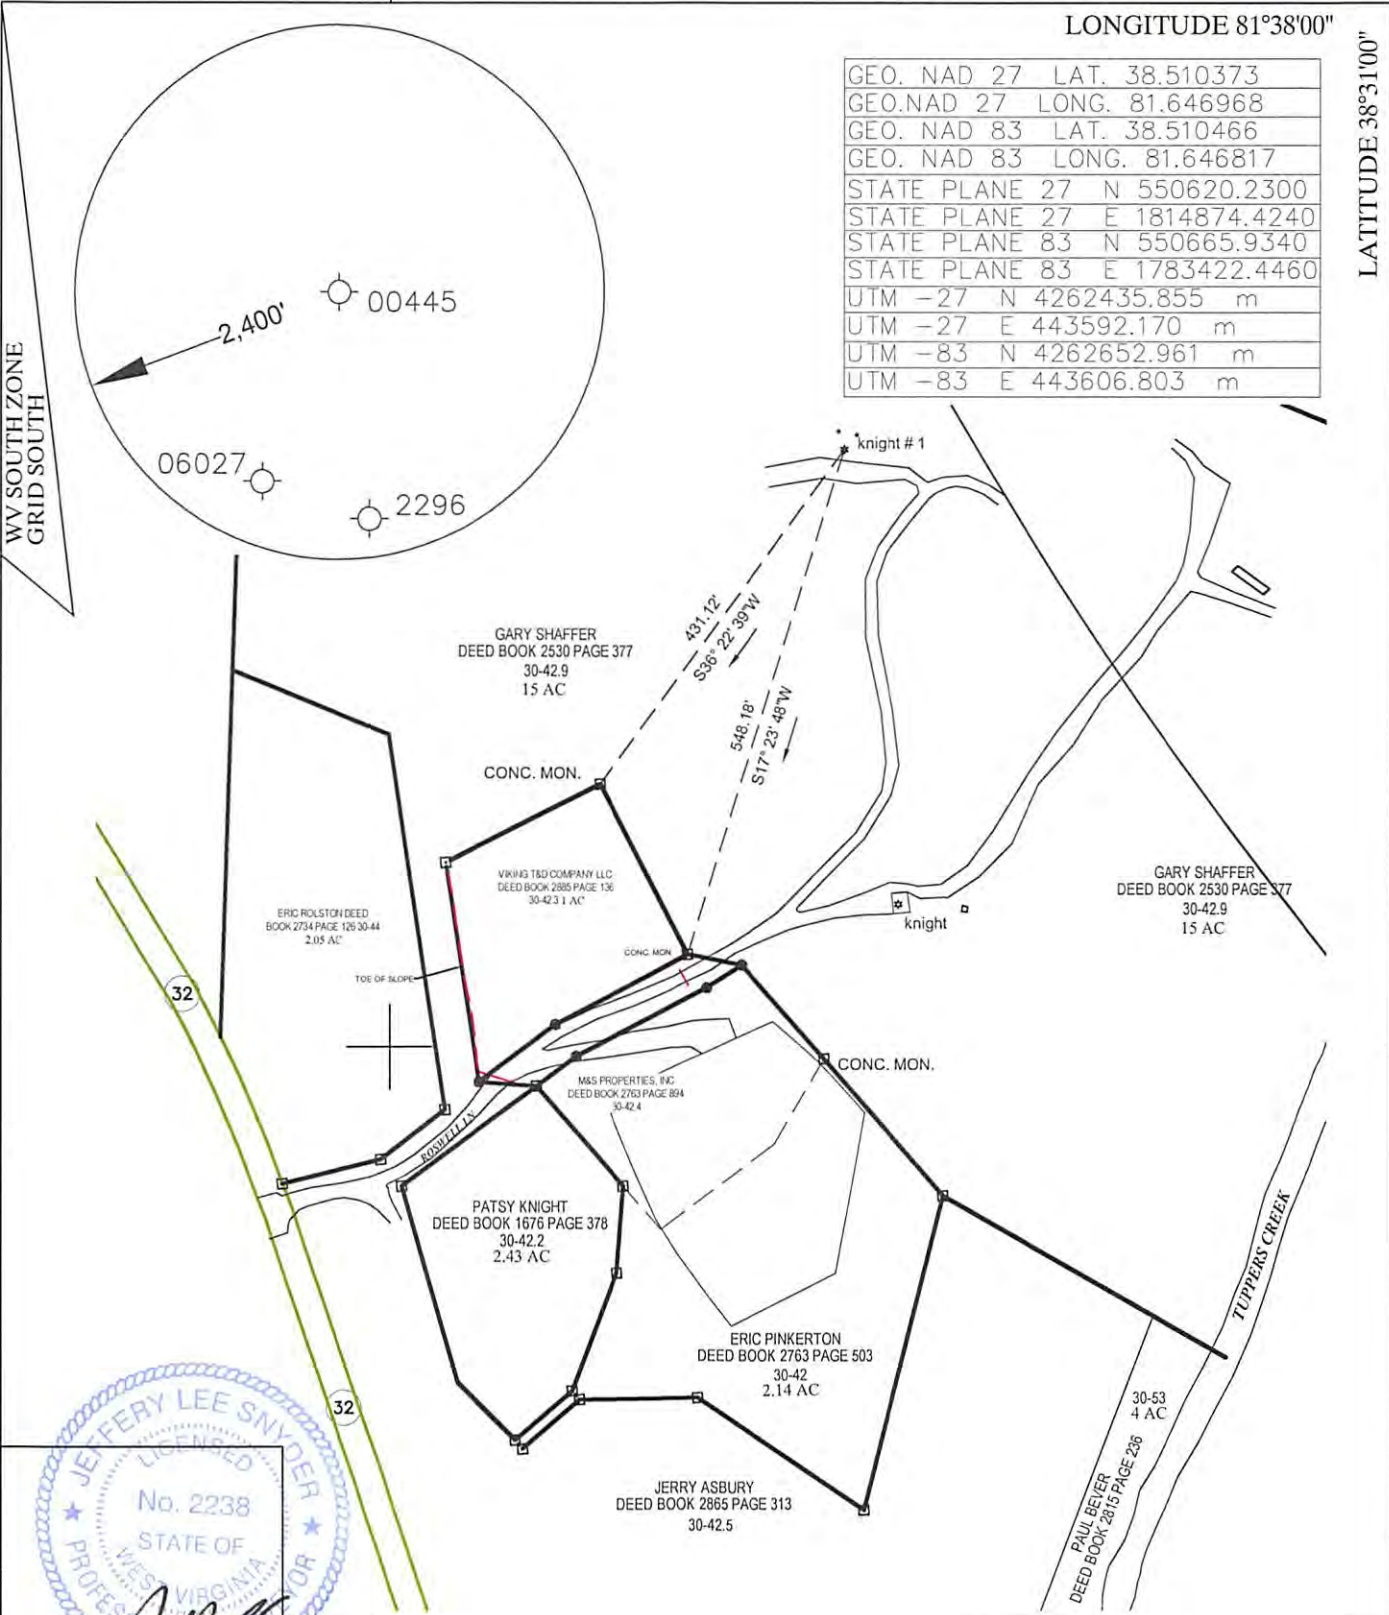 LONGITUDE 81°38'00"
LATITUDE 38°31'00"
GEO. NAD 27 LAT. 38.510373
GEO.NAD 27 LONG. 81.646968
GEO. NAD 83 LAT. 38.510466
GEO. NAD 83 LONG. 81.646817
STATE PLANE 27 N 550620.2300
STATE PLANE 27 E 1814874.4240
STATE PLANE 83 N 550665.9340
STATE PLANE 83 E 1783422.4460
UTM -27 N 4262435.855 m
UTM -27 E 443592.170 m
UTM -83 N 4262652.961 m
UTM -83 E 443606.803 m
WV SOUTH ZONE
GRID SOUTH
2,400'
00445
06027
2296
knight # 1
431.12'
S36° 22' 39"W
548.18'
S17° 23' 48"W
GARY SHAFFER
DEED BOOK 2530 PAGE 377
30-42.9
15 AC
CONC. MON.
VIKING T&D COMPANY LLC
DEED BOOK 2885 PAGE 136
30-42.3 1 AC
ERIC ROLSTON DEED
BOOK 2734 PAGE 126 30-44
2.05 AC
TOE OF SLOPE
CONC. MON.
knight
GARY SHAFFER
DEED BOOK 2530 PAGE 377
30-42.9
15 AC
32
CONC. MON.
M&S PROPERTIES, INC
DEED BOOK 2763 PAGE 894
30-42.4
ROSWELL LN
PATSY KNIGHT
DEED BOOK 1676 PAGE 378
30-42.2
2.43 AC
TUPPERS CREEK
ERIC PINKERTON
DEED BOOK 2763 PAGE 503
30-42
2.14 AC
30-53
4 AC
PAUL BEVER
DEED BOOK 2815 PAGE 236
32
JERRY ASBURY
DEED BOOK 2865 PAGE 313
30-42.5
JEFFERY LEE SNYDER
LICENSED
No. 2238
STATE OF
WEST VIRGINIA